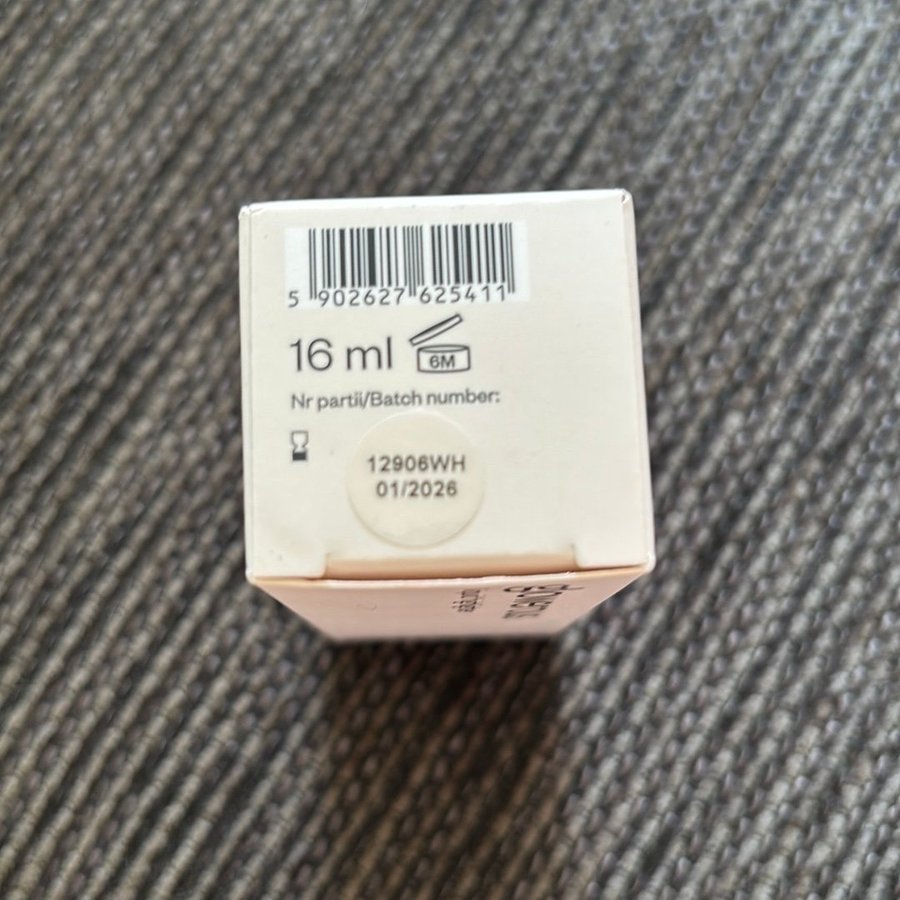 5 902627 625411
16 ml
6M
Nr partii/Batch number:
12906WH
01/2026